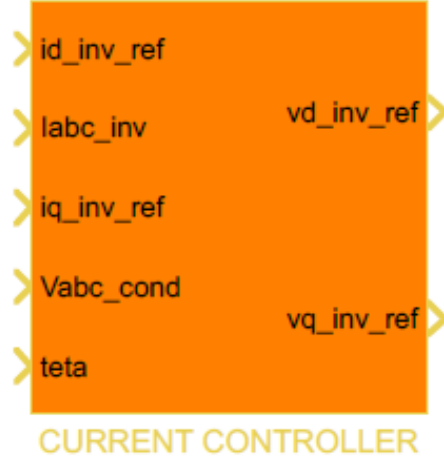 id_inv_ref
Iabc_inv
vd_inv_ref
iq_inv_ref
Vabc_cond
vq_inv_ref
teta
CURRENT CONTROLLER